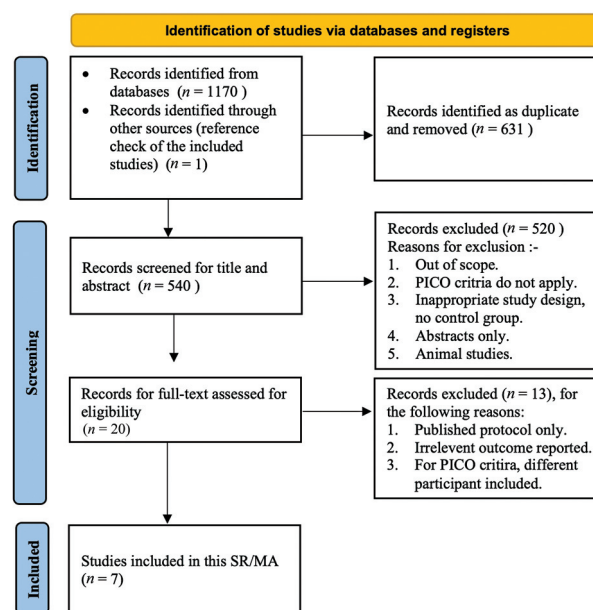 Identification of studies via databases and registers
Identification
• Records identified from
databases (n = 1170 )
• Records identified through
other sources (reference
check of the included
studies) (n = 1)
Records identified as duplicate
and removed (n = 631 )
Screening
Records screened for title and
abstract (n = 540 )
Records excluded (n = 520 )
Reasons for exclusion :-
1. Out of scope.
2. PICO critria do not apply.
3. Inappropriate study design,
no control group.
4. Abstracts only.
5. Animal studies.
Records for full-text assessed for
eligibility
(n = 20)
Records excluded (n = 13), for
the following reasons:
1. Published protocol only.
2. Irrelevent outcome reported.
3. For PICO critira, different
participant included.
Included
Studies included in this SR/MA
(n = 7)